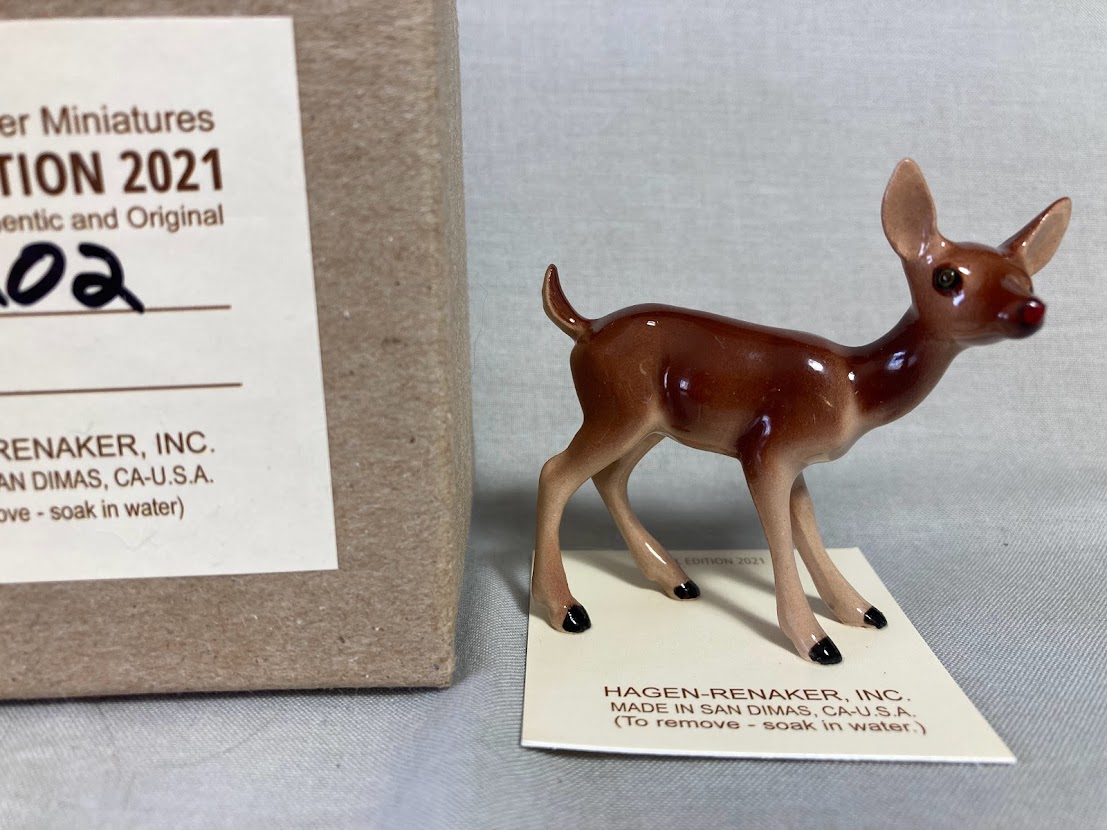 er Miniatures
TION 2021
entic and Original
02
RENAKER, INC.
AN DIMAS, CA-U.S.A.
ove - soak in water)
EDITION 2021
HAGEN-RENAKER, INC.
MADE IN SAN DIMAS, CA-U.S.A.
(To remove - soak in water.)